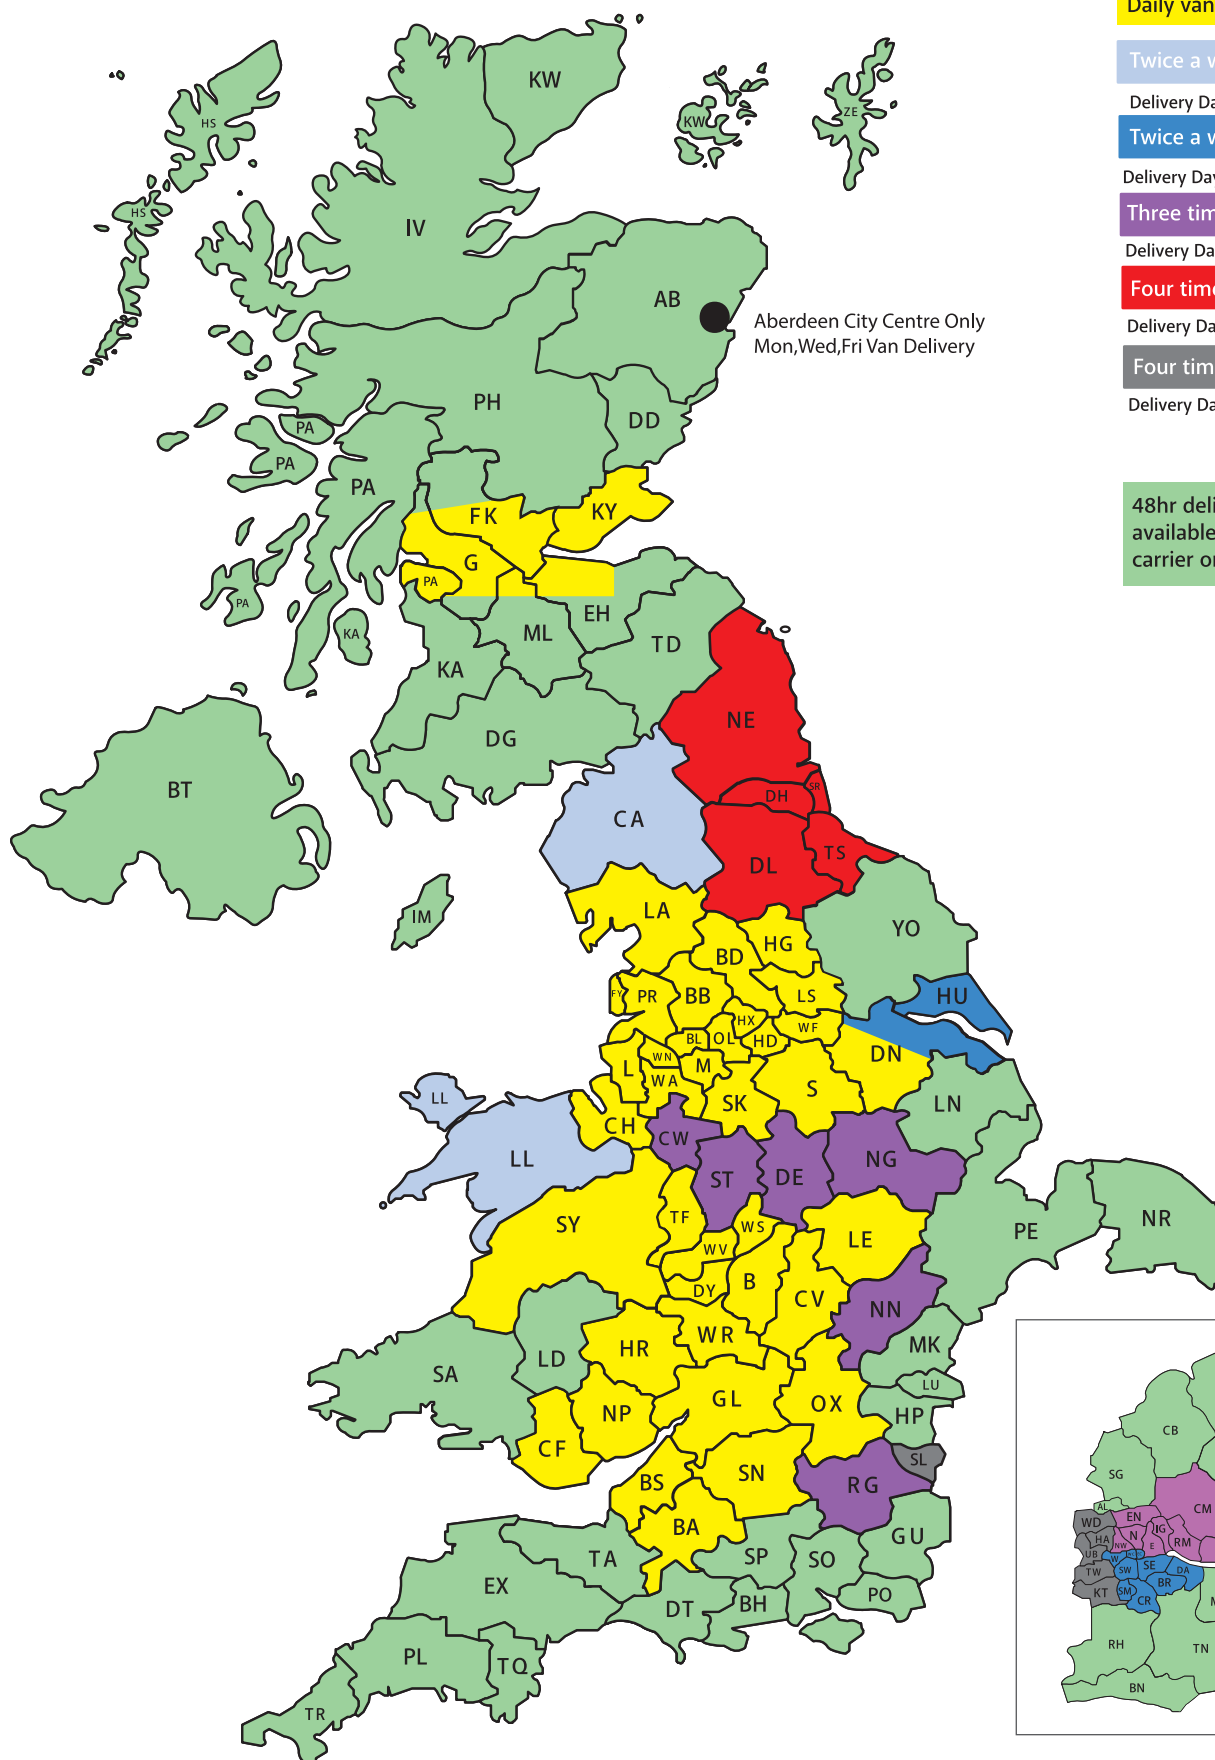 Daily van
Twice a w
Delivery Da
Twice a w
Delivery Day
Three tim
Delivery Da
Four time
Delivery Da
Four tim
Delivery Da
48hr deli
available
carrier or
KW
HS
KW
ZE
HS
IV
AB
Aberdeen City Centre Only
Mon,Wed,Fri Van Delivery
PH
DD
PA
PA
PA
FK
KY
G
PA
PA
EH
KA
ML
TD
KA
NE
DG
BT
SR
DH
CA
TS
DL
LA
IM
YO
HG
BD
FY
PR
BB
LS
HU
HX
WF
BL
OL
HD
DN
WN
M
L
WA
S
LL
SK
LN
CH
CW
LL
NG
ST
DE
SY
TF
WS
LE
PE
NR
WV
B
DY
CV
NN
WR
HR
MK
LD
SA
LU
GL
OX
NP
HP
CF
SL
SN
BS
RG
BA
GU
TA
SP
SO
EX
PO
DT
BH
PL
TQ
TR
CB
SG
AL
CM
WD
EN
IG
HA
N
RM
NW
E
UB
W
EC
SE
TW
SW
DA
BR
KT
SM
CR
M
RH
TN
BN